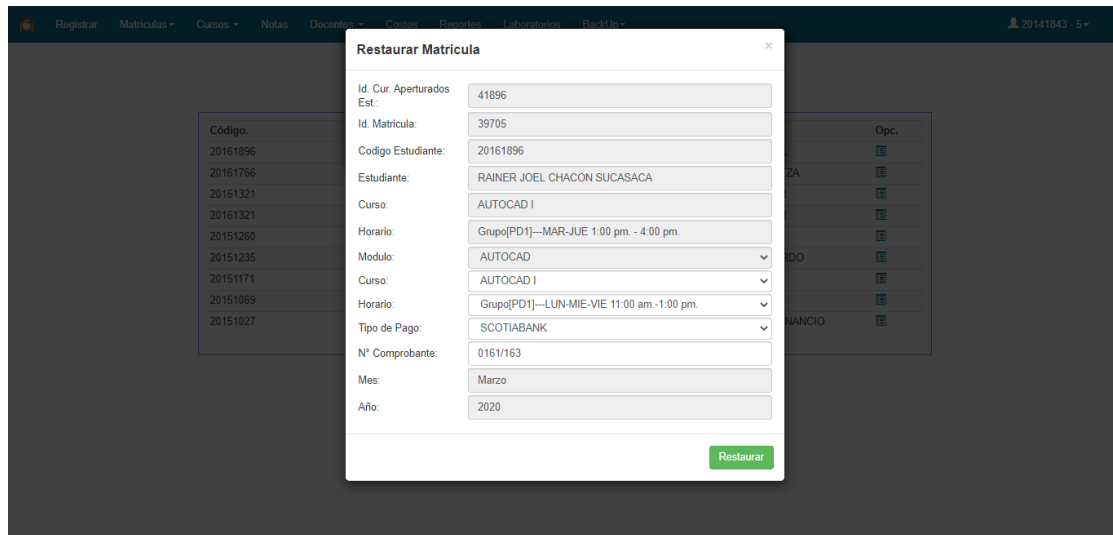 Registrar Matrículas Cursos Notas Docentes Costos Reportes Laboratorios BackUp 20141843 - 5
Restaurar Matricula ×
Id. Cur. Aperturados Est.: 41896
Id. Matricula: 39705
Codigo Estudiante: 20161896
Estudiante: RAINER JOEL CHACON SUCASACA
Curso: AUTOCAD I
Horario: Grupo[PD1]---MAR-JUE 1:00 pm. - 4:00 pm.
Modulo: AUTOCAD
Curso: AUTOCAD I
Horario: Grupo[PD1]---LUN-MIE-VIE 11:00 am.-1:00 pm.
Tipo de Pago: SCOTIABANK
N° Comprobante: 0161/163
Mes: Marzo
Año: 2020
Restaurar
Código. Opc.
20161896
20161766 ZA
20161321
20161321
20151260
20151235 RDO
20151171
20151069
20151027 NANCIO